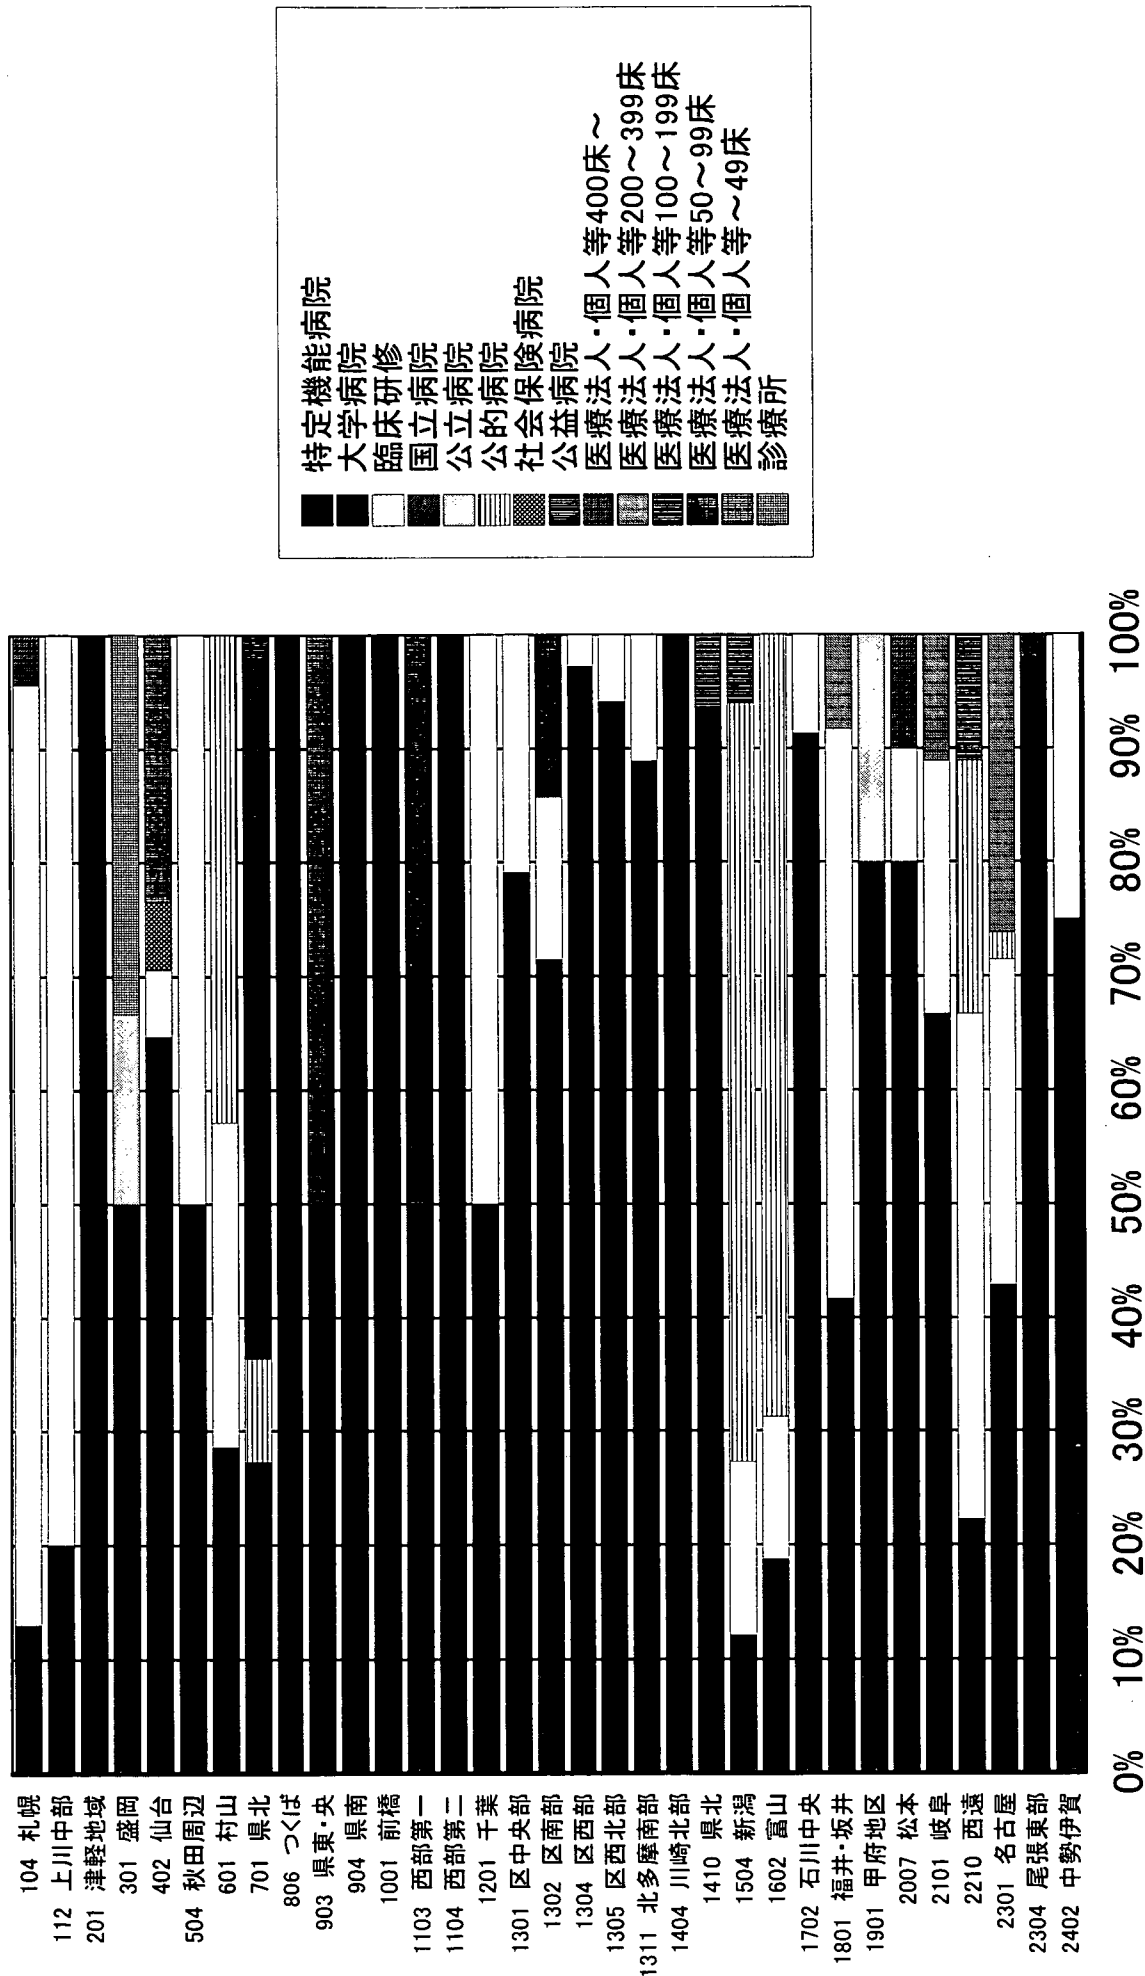 104 札幌
112 上川中部
201 津軽地域
301 盛岡
402 仙台
504 秋田周辺
601 村山
701 県北
806 つくば
903 県東・央
904 県南
1001 前橋
1103 西部第一
1104 西部第二
1201 千葉
1301 区中央部
1302 区南部
1304 区西部
1305 区西北部
1311 北多摩南部
1404 川崎北部
1410 県北
1504 新潟
1602 富山
1702 石川中央
1801 福井・坂井
1901 甲府地区
2007 松本
2101 岐阜
2210 西遠
2301 名古屋
2304 尾張東部
2402 中勢伊賀
0% 10% 20% 30% 40% 50% 60% 70% 80% 90% 100%
特定機能病院
大学病院
臨床研修
国立病院
公立病院
公的病院
社会保険病院
公益病院
医療法人・個人等400床～
医療法人・個人等200～399床
医療法人・個人等100～199床
医療法人・個人等50～99床
医療法人・個人等～49床
診療所